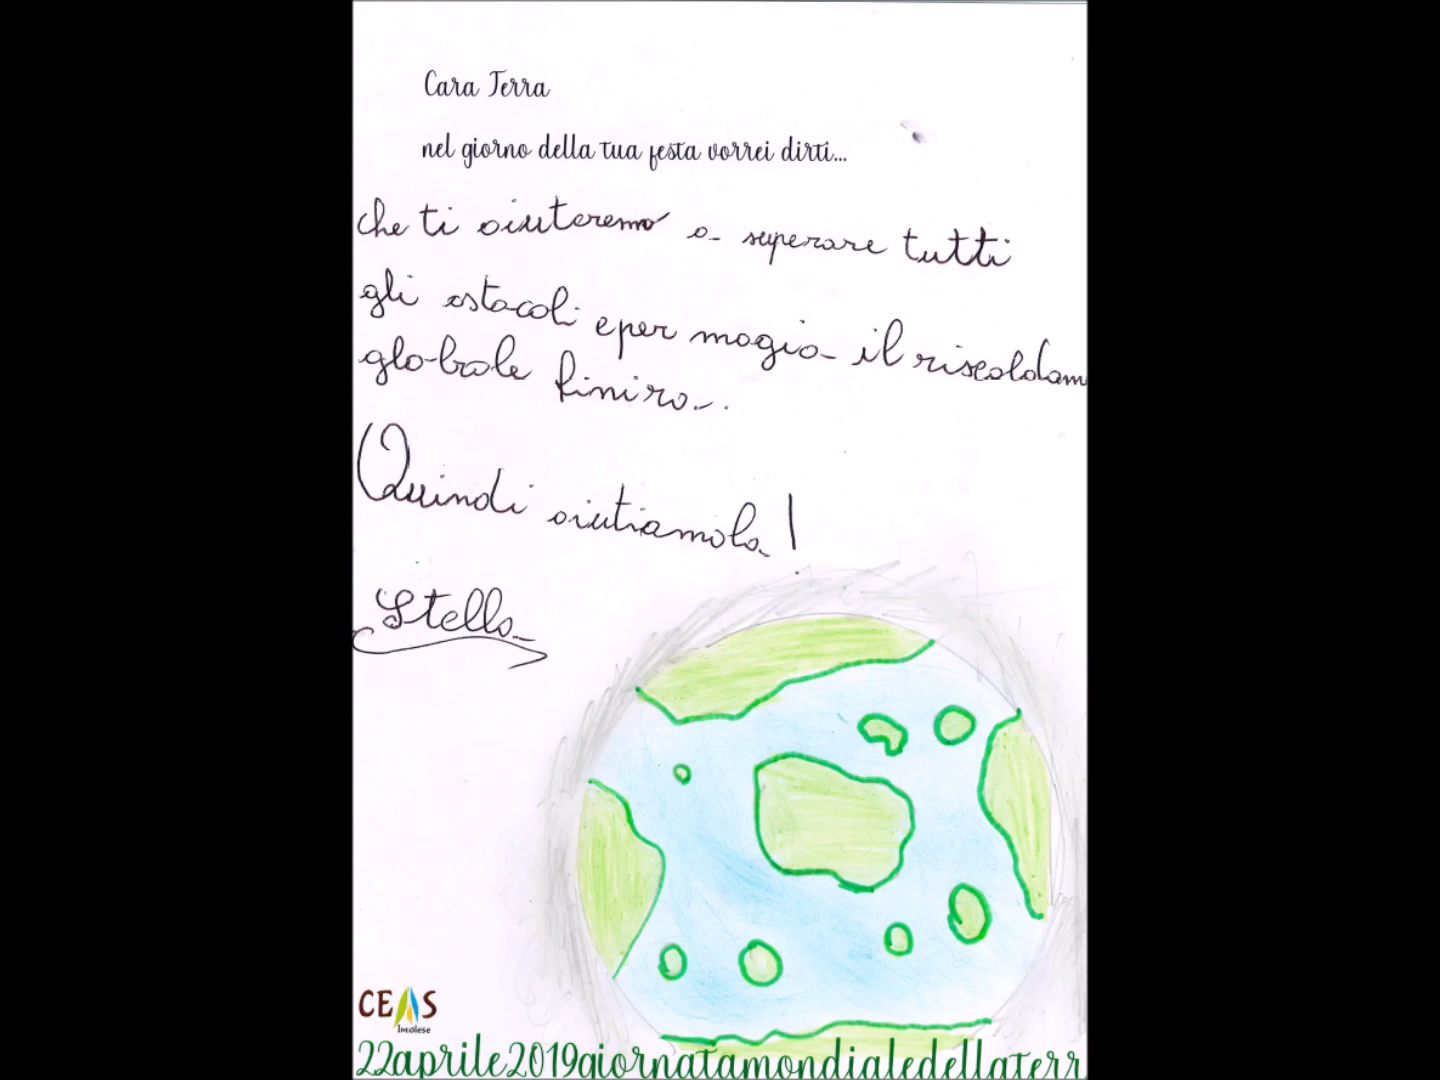 Cara Terra
nel giorno della tua festa vorrei dirti...
che ti aiuteremo a superare tutti
gli ostacoli e per magia il riscaldam
globale finirà.
Quindi aiutiamola!
Stella
CEAS
Imolese
22aprile2019giornatamondialedellaterr